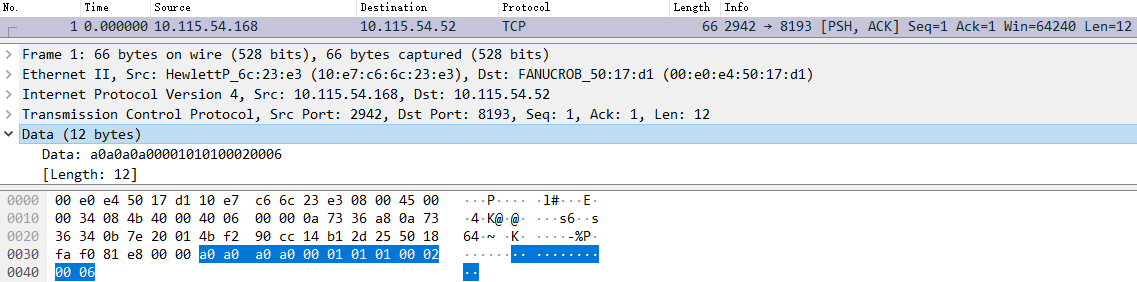 No. Time Source Destination Protocol Length Info
1 0.000000 10.115.54.168 10.115.54.52 TCP 66 2942 → 8193 [PSH, ACK] Seq=1 Ack=1 Win=64240 Len=12
Frame 1: 66 bytes on wire (528 bits), 66 bytes captured (528 bits)
Ethernet II, Src: HewlettP_6c:23:e3 (10:e7:c6:6c:23:e3), Dst: FANUCROB_50:17:d1 (00:e0:e4:50:17:d1)
Internet Protocol Version 4, Src: 10.115.54.168, Dst: 10.115.54.52
Transmission Control Protocol, Src Port: 2942, Dst Port: 8193, Seq: 1, Ack: 1, Len: 12
Data (12 bytes)
Data: a0a0a0a00001010100020006
[Length: 12]
0000 00 e0 e4 50 17 d1 10 e7 c6 6c 23 e3 08 00 45 00 ···P·····l#···E·
0010 00 34 08 4b 40 00 40 06 00 00 0a 73 36 a8 0a 73 ·4·K@·@····s6··s
0020 36 34 0b 7e 20 01 4b f2 90 cc 14 b1 2d 25 50 18 64·~ ·K·····-%P·
0030 fa f0 81 e8 00 00 a0 a0 a0 a0 00 01 01 01 00 02 ················
0040 00 06 ··